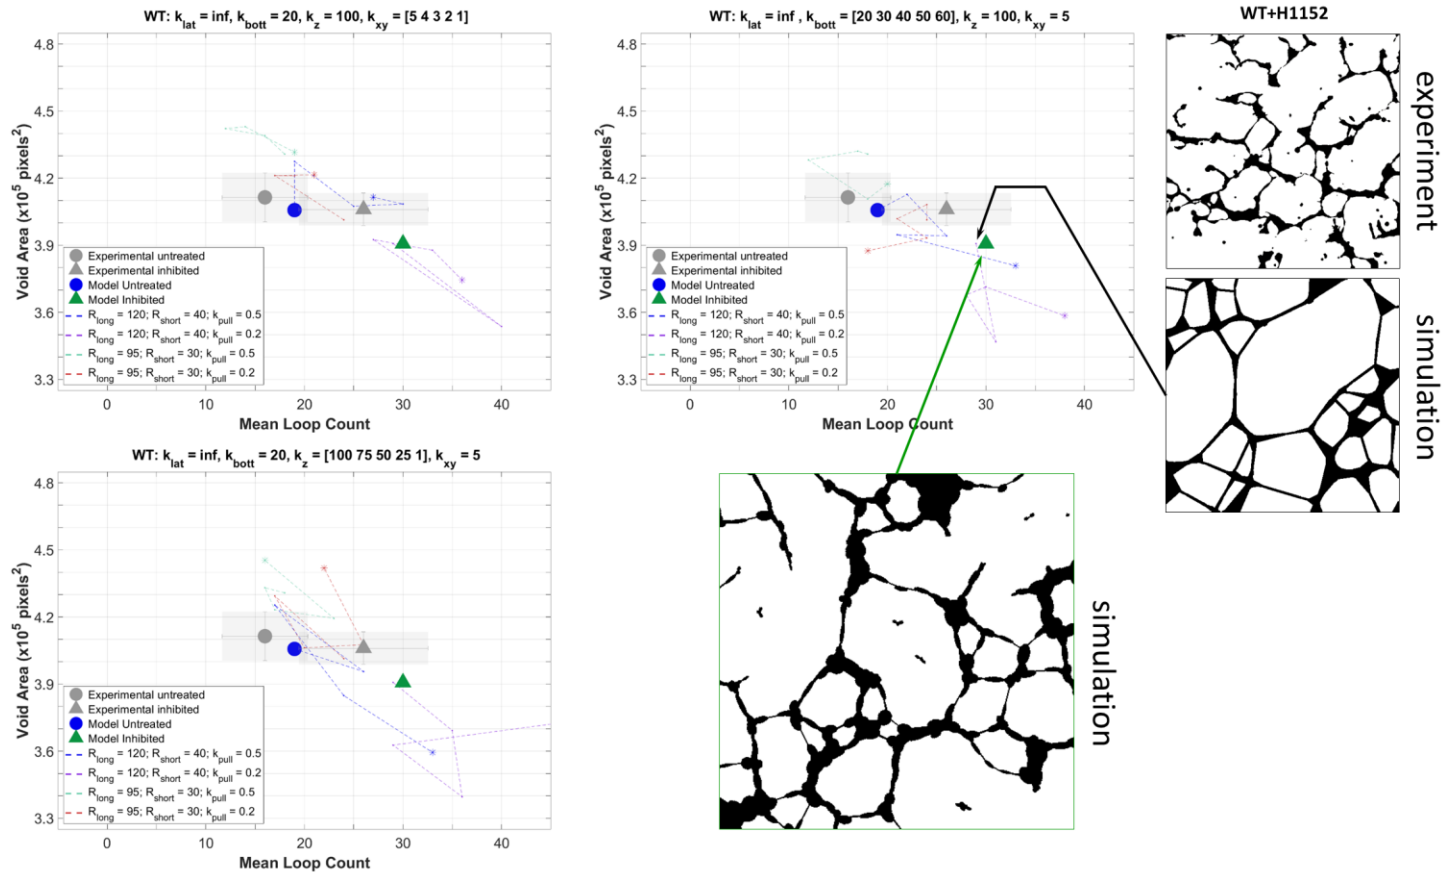 WT: k_lat = inf, k_bott = 20, k_z = 100, k_xy = [5 4 3 2 1]
4.8
4.5
4.2
3.9
3.6
3.3
Void Area (x10^5 pixels^2)
Experimental untreated
Experimental inhibited
Model Untreated
Model Inhibited
R_long = 120; R_short = 40; k_pull = 0.5
R_long = 120; R_short = 40; k_pull = 0.2
R_long = 95; R_short = 30; k_pull = 0.5
R_long = 95; R_short = 30; k_pull = 0.2
0 10 20 30 40
Mean Loop Count
WT: k_lat = inf , k_bott = [20 30 40 50 60], k_z = 100, k_xy = 5
4.8
4.5
4.2
3.9
3.6
3.3
Void Area (x10^5 pixels^2)
Experimental untreated
Experimental inhibited
Model Untreated
Model Inhibited
R_long = 120; R_short = 40; k_pull = 0.5
R_long = 120; R_short = 40; k_pull = 0.2
R_long = 95; R_short = 30; k_pull = 0.5
R_long = 95; R_short = 30; k_pull = 0.2
0 10 20 30 40
Mean Loop Count
WT+H1152
experiment
simulation
WT: k_lat = inf, k_bott = 20, k_z = [100 75 50 25 1], k_xy = 5
4.8
4.5
4.2
3.9
3.6
3.3
Void Area (x10^5 pixels^2)
Experimental untreated
Experimental inhibited
Model Untreated
Model Inhibited
R_long = 120; R_short = 40; k_pull = 0.5
R_long = 120; R_short = 40; k_pull = 0.2
R_long = 95; R_short = 30; k_pull = 0.5
R_long = 95; R_short = 30; k_pull = 0.2
0 10 20 30 40
Mean Loop Count
simulation